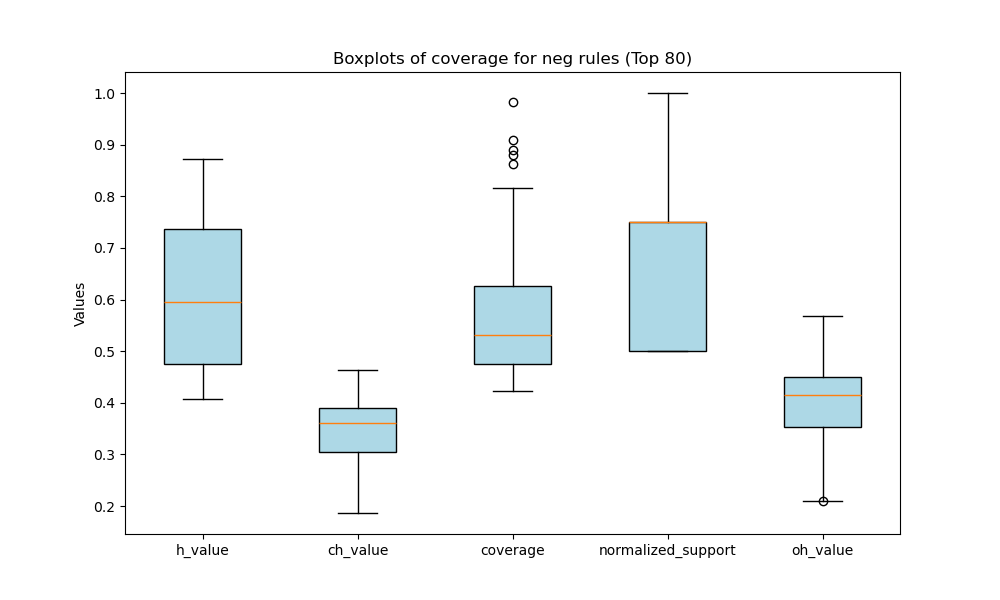 Boxplots of coverage for neg rules (Top 80)
1.0
0.9
0.8
0.7
0.6
0.5
0.4
0.3
0.2
Values
h_value
ch_value
coverage
normalized_support
oh_value